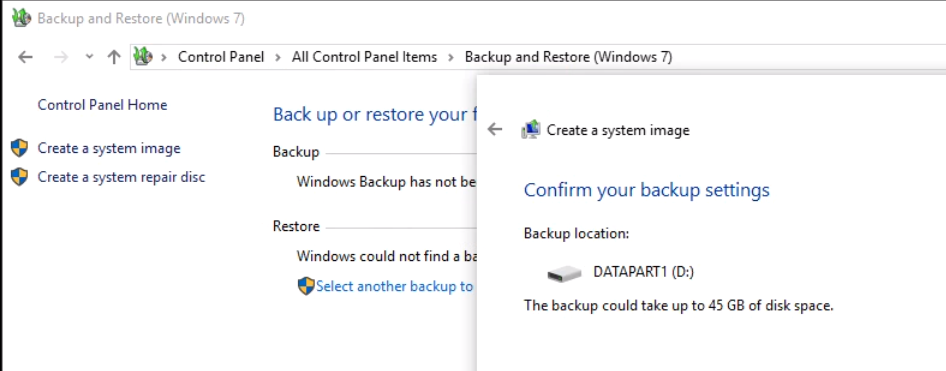 Backup and Restore (Windows 7)
Control Panel > All Control Panel Items > Backup and Restore (Windows 7)
Control Panel Home
Create a system image
Create a system repair disc
Back up or restore your f
Backup
Windows Backup has not be
Restore
Windows could not find a ba
Select another backup to
Create a system image
Confirm your backup settings
Backup location:
DATAPART1 (D:)
The backup could take up to 45 GB of disk space.